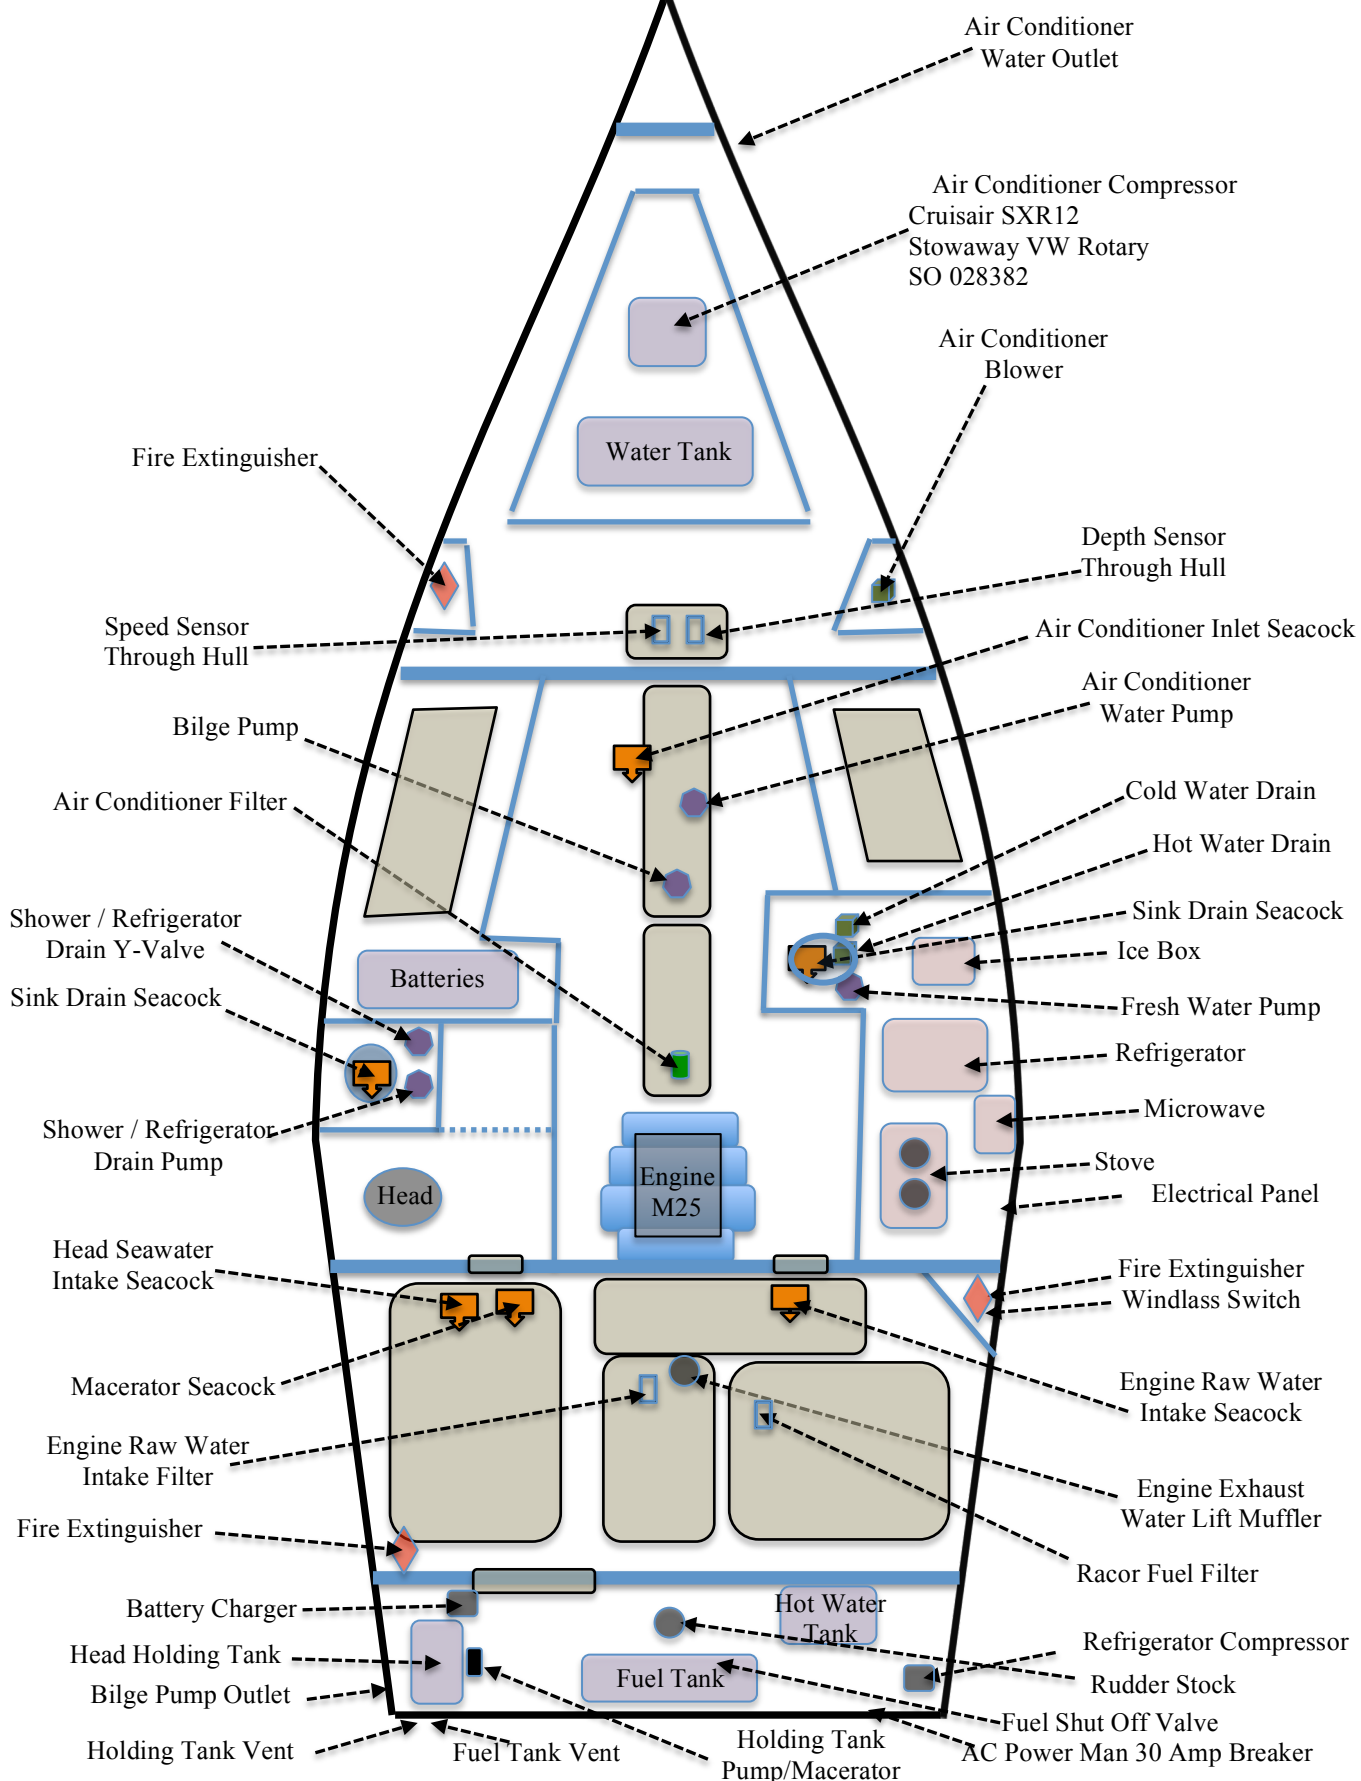 Air Conditioner
Water Outlet
Air Conditioner Compressor
Cruisair SXR12
Stowaway VW Rotary
SO 028382
Air Conditioner
Blower
Water Tank
Fire Extinguisher
Depth Sensor
Through Hull
Speed Sensor
Through Hull
Air Conditioner Inlet Seacock
Air Conditioner
Water Pump
Bilge Pump
Air Conditioner Filter
Cold Water Drain
Hot Water Drain
Shower / Refrigerator
Drain Y-Valve
Sink Drain Seacock
Ice Box
Batteries
Sink Drain Seacock
Fresh Water Pump
Refrigerator
Microwave
Shower / Refrigerator
Drain Pump
Stove
Engine
M25
Head
Electrical Panel
Head Seawater
Intake Seacock
Fire Extinguisher
Windlass Switch
Macerator Seacock
Engine Raw Water
Intake Seacock
Engine Raw Water
Intake Filter
Engine Exhaust
Water Lift Muffler
Fire Extinguisher
Racor Fuel Filter
Battery Charger
Hot Water
Tank
Head Holding Tank
Refrigerator Compressor
Fuel Tank
Rudder Stock
Bilge Pump Outlet
Fuel Shut Off Valve
Holding Tank Vent
Fuel Tank Vent
Holding Tank
Pump/Macerator
AC Power Man 30 Amp Breaker